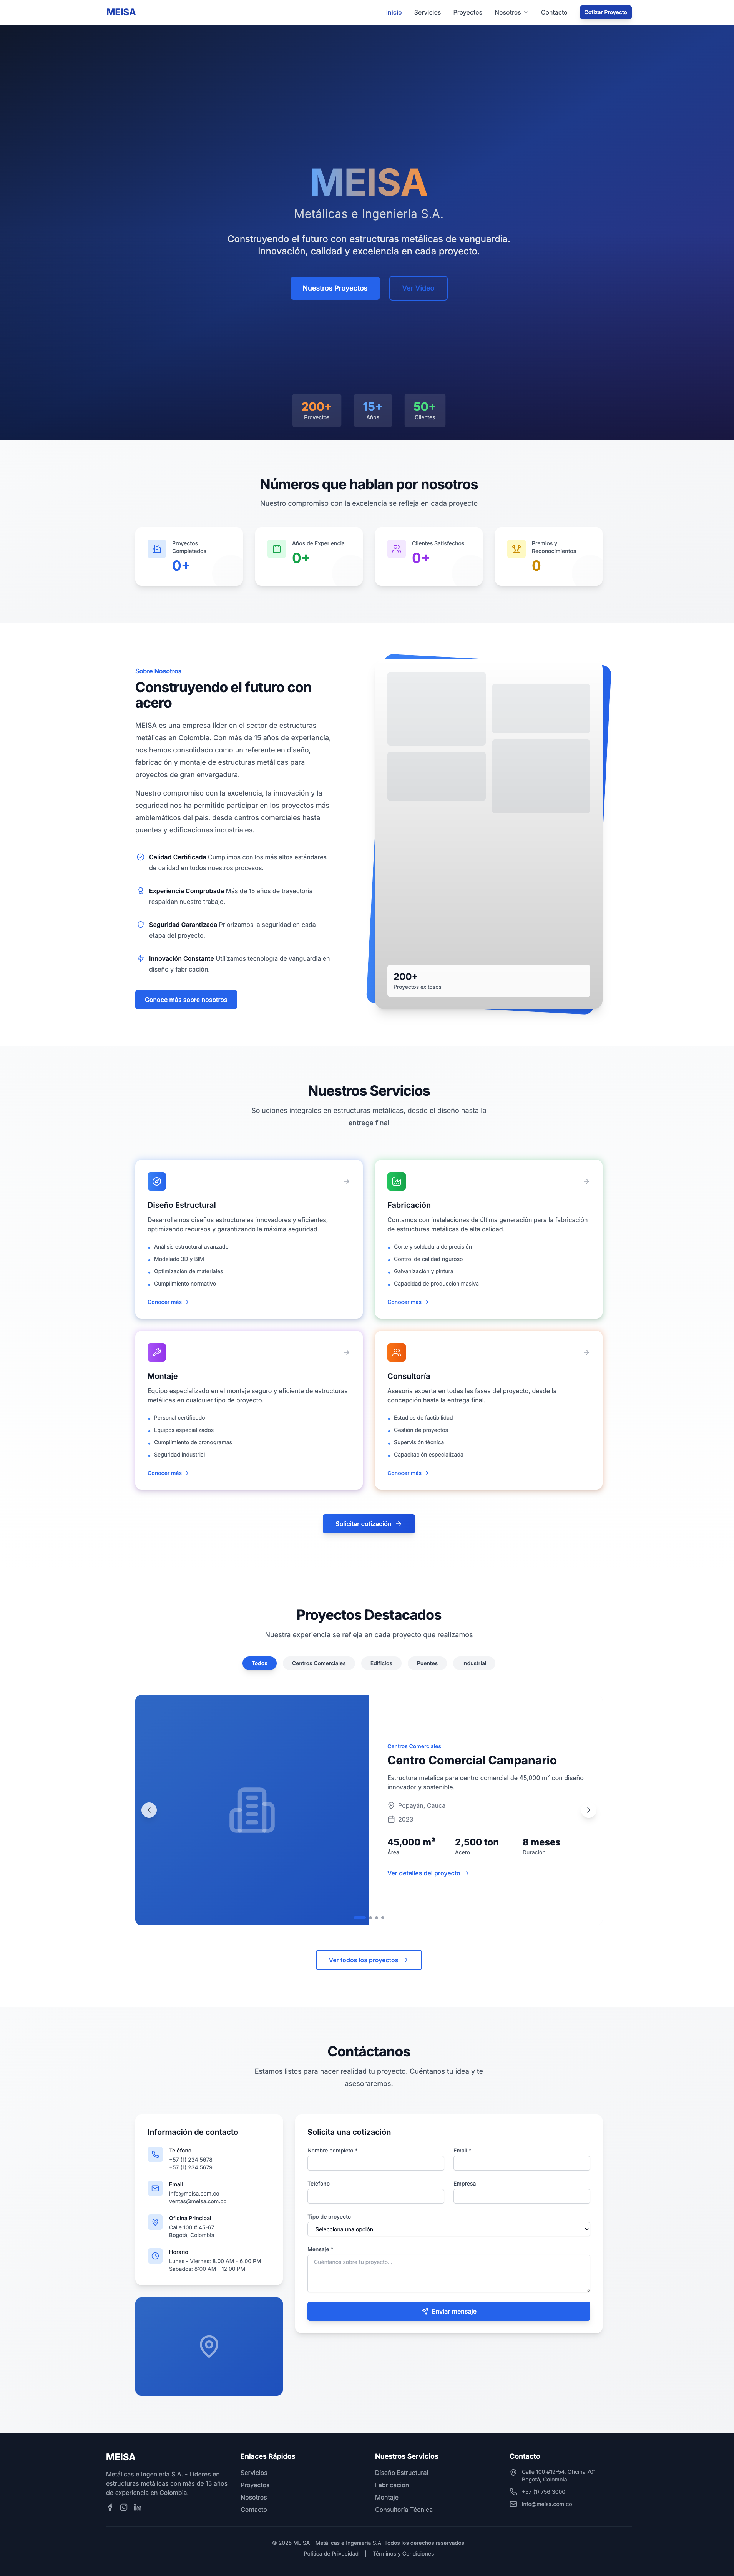 MEISA
Inicio
Servicios
Proyectos
Nosotros
Contacto
Cotizar Proyecto
MEISA
Metálicas e Ingeniería S.A.
Construyendo el futuro con estructuras metálicas de vanguardia.
Innovación, calidad y excelencia en cada proyecto.
Nuestros Proyectos
Ver Video
200+
Proyectos
15+
Años
50+
Clientes
Números que hablan por nosotros
Nuestro compromiso con la excelencia se refleja en cada proyecto
Proyectos
Completados
0+
Años de Experiencia
0+
Clientes Satisfechos
0+
Premios y
Reconocimientos
0
Sobre Nosotros
Construyendo el futuro con
acero
MEISA es una empresa líder en el sector de estructuras
metálicas en Colombia. Con más de 15 años de experiencia,
nos hemos consolidado como un referente en diseño,
fabricación y montaje de estructuras metálicas para
proyectos de gran envergadura.
Nuestro compromiso con la excelencia, la innovación y la
seguridad nos ha permitido participar en los proyectos más
emblemáticos del país, desde centros comerciales hasta
puentes y edificaciones industriales.
Calidad Certificada Cumplimos con los más altos estándares
de calidad en todos nuestros procesos.
Experiencia Comprobada Más de 15 años de trayectoria
respaldan nuestro trabajo.
Seguridad Garantizada Priorizamos la seguridad en cada
etapa del proyecto.
Innovación Constante Utilizamos tecnología de vanguardia en
diseño y fabricación.
Conoce más sobre nosotros
200+
Proyectos exitosos
Nuestros Servicios
Soluciones integrales en estructuras metálicas, desde el diseño hasta la
entrega final
Diseño Estructural
Desarrollamos diseños estructurales innovadores y eficientes,
optimizando recursos y garantizando la máxima seguridad.
Análisis estructural avanzado
Modelado 3D y BIM
Optimización de materiales
Cumplimiento normativo
Conocer más
Fabricación
Contamos con instalaciones de última generación para la fabricación
de estructuras metálicas de alta calidad.
Corte y soldadura de precisión
Control de calidad riguroso
Galvanización y pintura
Capacidad de producción masiva
Conocer más
Montaje
Equipo especializado en el montaje seguro y eficiente de estructuras
metálicas en cualquier tipo de proyecto.
Personal certificado
Equipos especializados
Cumplimiento de cronogramas
Seguridad industrial
Conocer más
Consultoría
Asesoría experta en todas las fases del proyecto, desde la
concepción hasta la entrega final.
Estudios de factibilidad
Gestión de proyectos
Supervisión técnica
Capacitación especializada
Conocer más
Solicitar cotización
Proyectos Destacados
Nuestra experiencia se refleja en cada proyecto que realizamos
Todos
Centros Comerciales
Edificios
Puentes
Industrial
Centros Comerciales
Centro Comercial Campanario
Estructura metálica para centro comercial de 45,000 m² con diseño
innovador y sostenible.
Popayán, Cauca
2023
45,000 m²
Área
2,500 ton
Acero
8 meses
Duración
Ver detalles del proyecto
Ver todos los proyectos
Contáctanos
Estamos listos para hacer realidad tu proyecto. Cuéntanos tu idea y te
asesoraremos.
Información de contacto
Teléfono
+57 (1) 234 5678
+57 (1) 234 5679
Email
info@meisa.com.co
ventas@meisa.com.co
Oficina Principal
Calle 100 # 45-67
Bogotá, Colombia
Horario
Lunes - Viernes: 8:00 AM - 6:00 PM
Sábados: 8:00 AM - 12:00 PM
Solicita una cotización
Nombre completo *
Email *
Teléfono
Empresa
Tipo de proyecto
Selecciona una opción
Mensaje *
Cuéntanos sobre tu proyecto...
Enviar mensaje
MEISA
Metálicas e Ingeniería S.A. - Líderes en
estructuras metálicas con más de 15 años
de experiencia en Colombia.
Enlaces Rápidos
Servicios
Proyectos
Nosotros
Contacto
Nuestros Servicios
Diseño Estructural
Fabricación
Montaje
Consultoría Técnica
Contacto
Calle 100 #19-54, Oficina 701
Bogotá, Colombia
+57 (1) 756 3000
info@meisa.com.co
© 2025 MEISA - Metálicas e Ingeniería S.A. Todos los derechos reservados.
Política de Privacidad | Términos y Condiciones